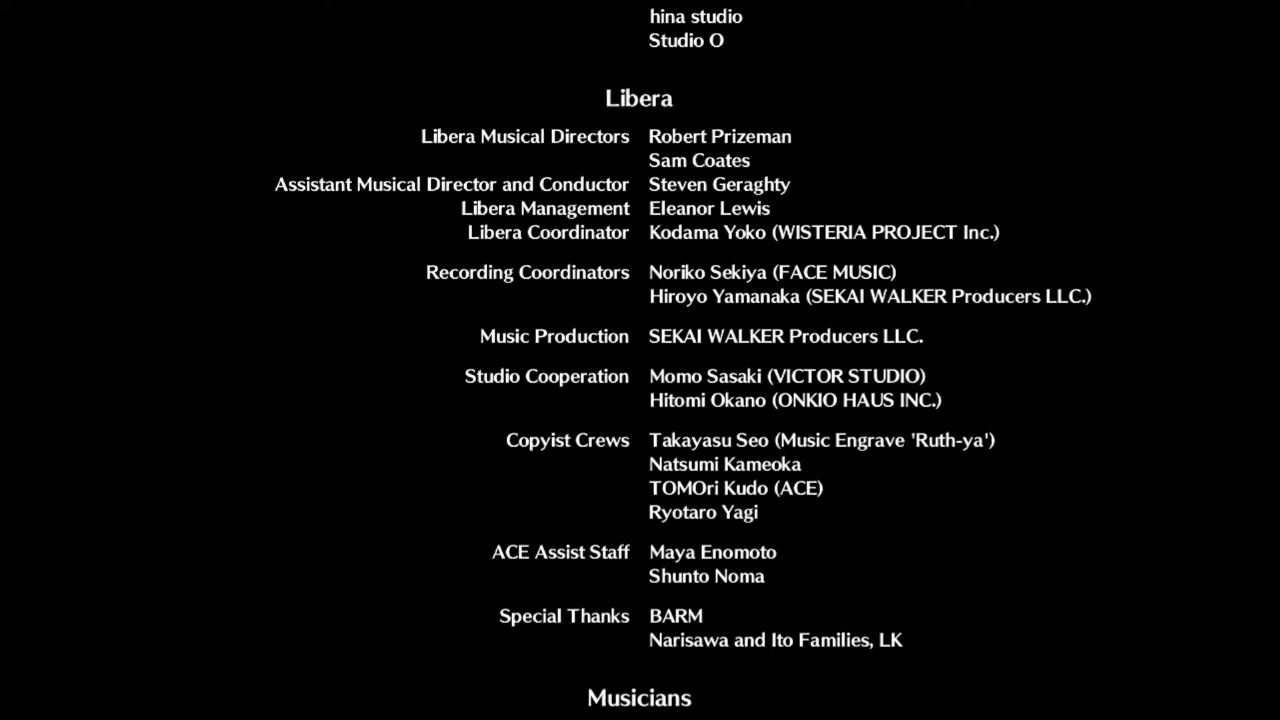 hina studio
Studio O
Libera
Libera Musical Directors Robert Prizeman
Sam Coates
Assistant Musical Director and Conductor Steven Geraghty
Libera Management Eleanor Lewis
Libera Coordinator Kodama Yoko (WISTERIA PROJECT Inc.)
Recording Coordinators Noriko Sekiya (FACE MUSIC)
Hiroyo Yamanaka (SEKAI WALKER Producers LLC.)
Music Production SEKAI WALKER Producers LLC.
Studio Cooperation Momo Sasaki (VICTOR STUDIO)
Hitomi Okano (ONKIO HAUS INC.)
Copyist Crews Takayasu Seo (Music Engrave 'Ruth-ya')
Natsumi Kameoka
TOMOri Kudo (ACE)
Ryotaro Yagi
ACE Assist Staff Maya Enomoto
Shunto Noma
Special Thanks BARM
Narisawa and Ito Families, LK
Musicians